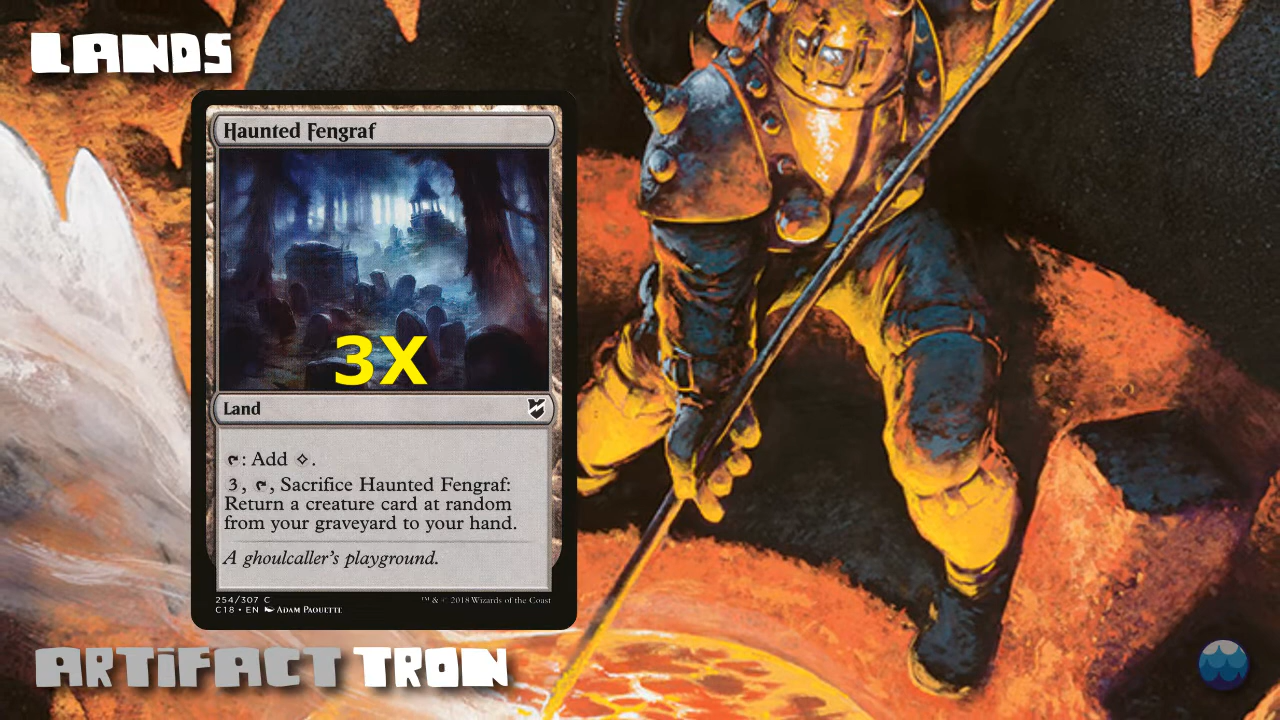 LANDS
Haunted Fengraf
3X
Land
: Add .
3, , Sacrifice Haunted Fengraf:
Return a creature card at random
from your graveyard to your hand.
A ghoulcaller's playground.
254/307 C
C18 • EN Adam Paquette
™ & © 2018 Wizards of the Coast
ARTIFACT TRON